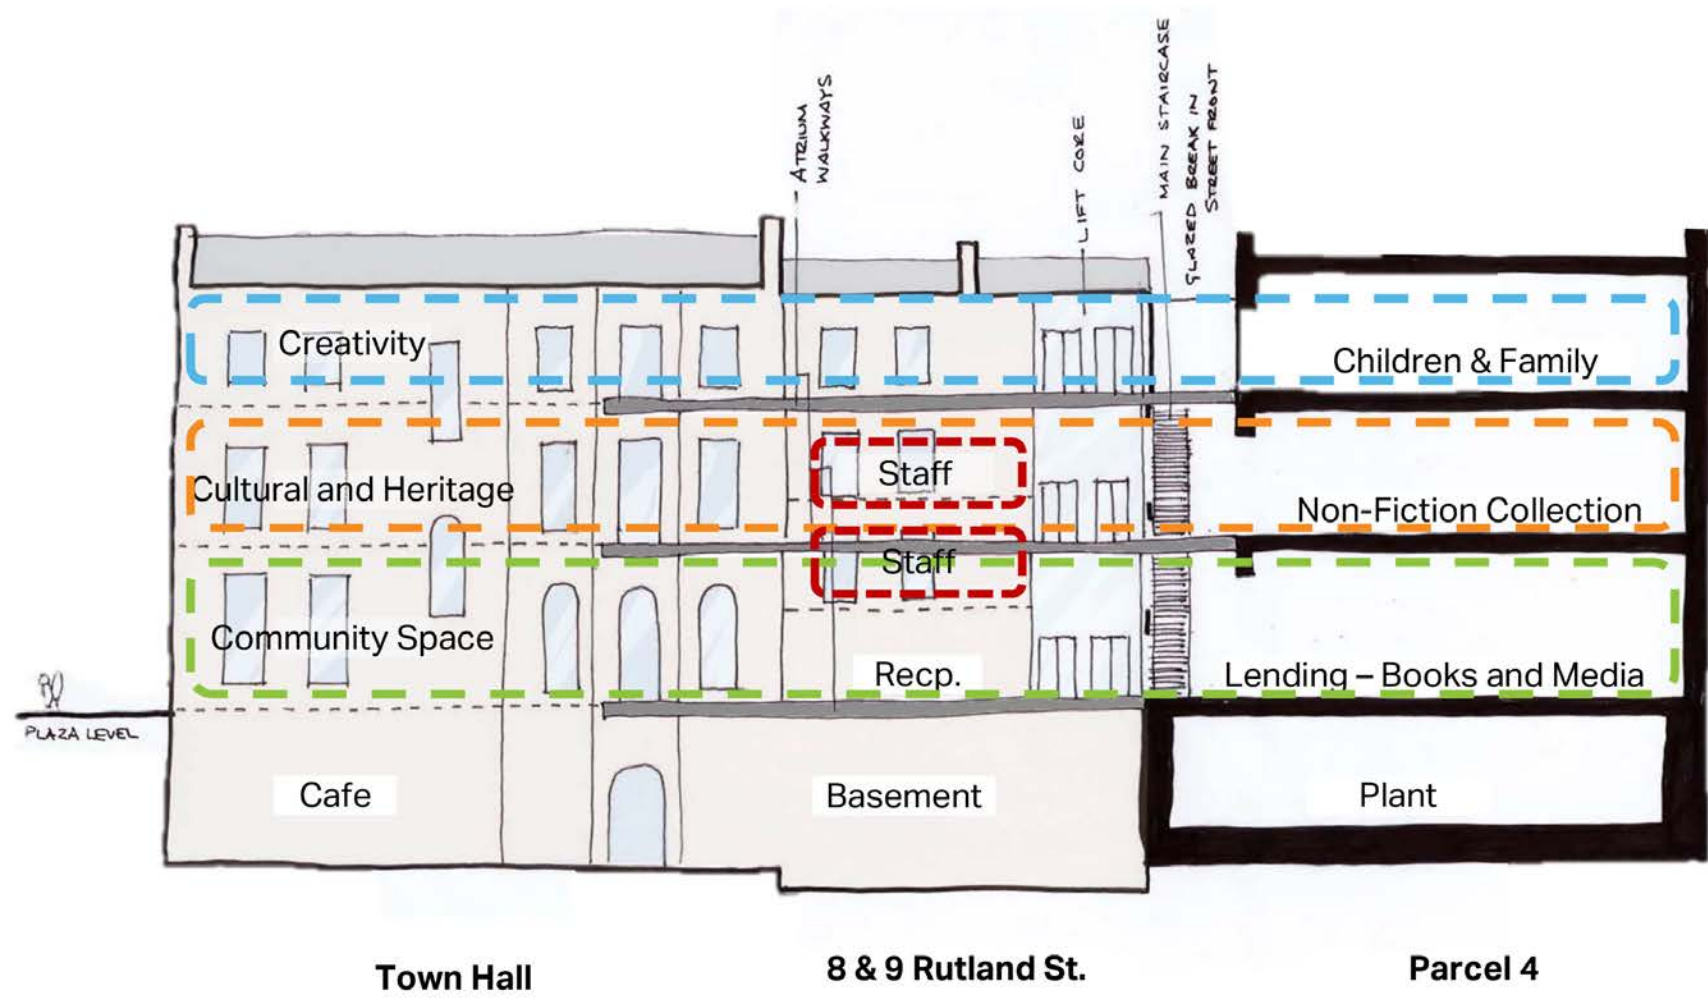 ATRIUM
WALKWAYS
LIFT CORE
MAIN STAIRCASE
GLAZED BREAK IN
STREET FRONT
Creativity
Children & Family
Cultural and Heritage
Staff
Non-Fiction Collection
Staff
Community Space
Recp.
Lending – Books and Media
PLAZA LEVEL
Cafe
Basement
Plant
Town Hall
8 & 9 Rutland St.
Parcel 4